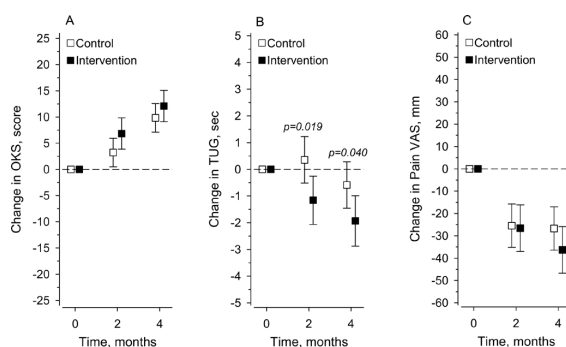 A
Control
Intervention
Change in OKS, score
25
20
15
10
5
0
-5
-10
-15
-20
-25
0 2 4
Time, months
B
Control
Intervention
Change in TUG, sec
5
4
3
2
1
0
-1
-2
-3
-4
-5
p=0.019
p=0.040
0 2 4
Time, months
C
Control
Intervention
Change in Pain VAS, mm
60
50
40
30
20
10
0
-10
-20
-30
-40
-50
-60
0 2 4
Time, months